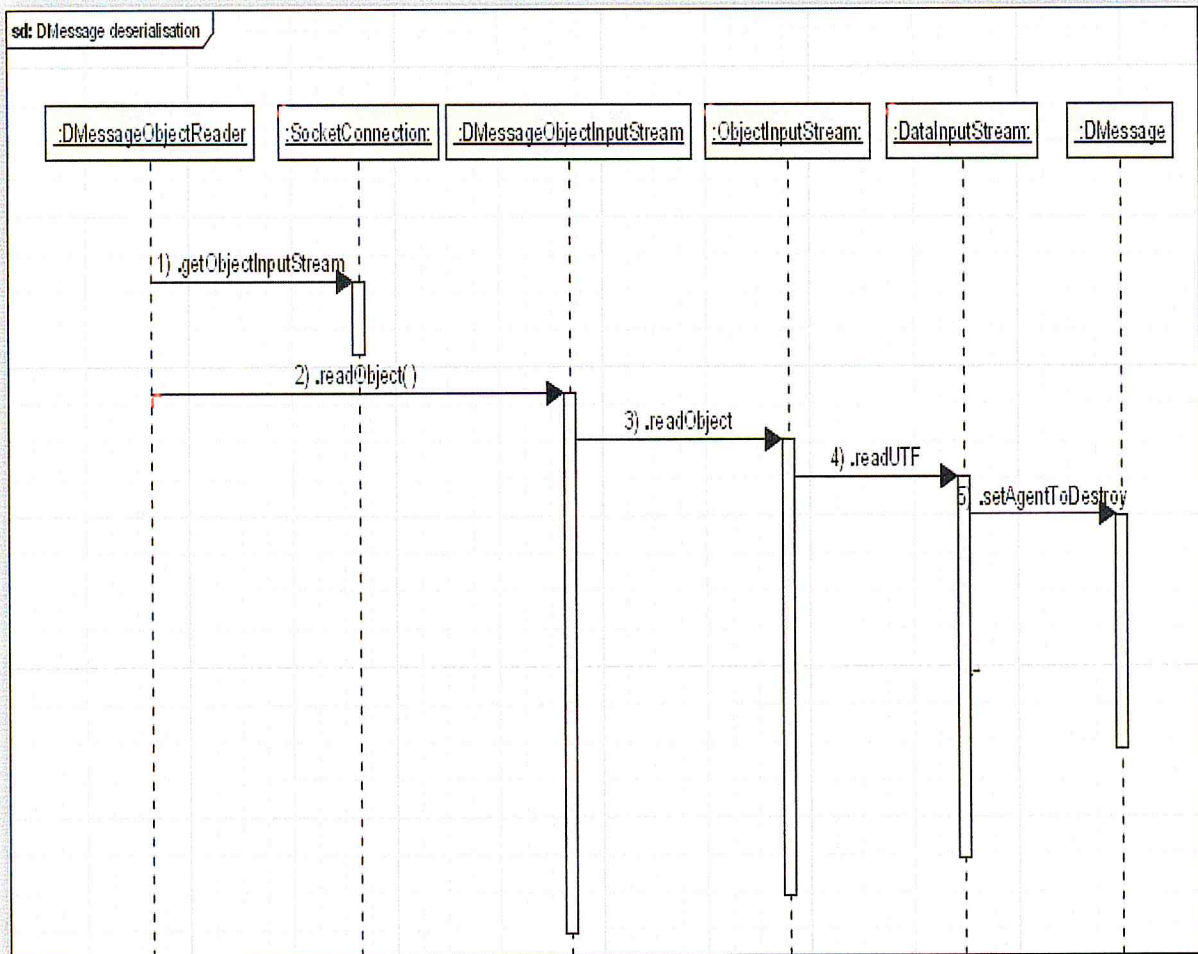 sd: DMessage deserialisation
:DMessageObjectReader
:SocketConnection:
:DMessageObjectInputStream
:ObjectInputStream:
:DataInputStream:
:DMessage
1) .getObjectInputStream
2) .readObject( )
3) .readObject
4) .readUTF
5) .setAgentToDestroy